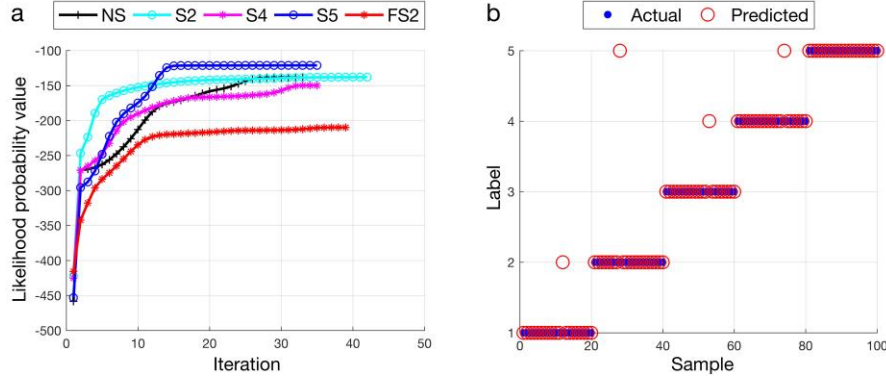 a
NS S2 S4 S5 FS2
Likelihood probability value
-100
-150
-200
-250
-300
-350
-400
-450
-500
0 10 20 30 40 50
Iteration
b
Actual Predicted
Label
5
4
3
2
1
0 20 40 60 80 100
Sample